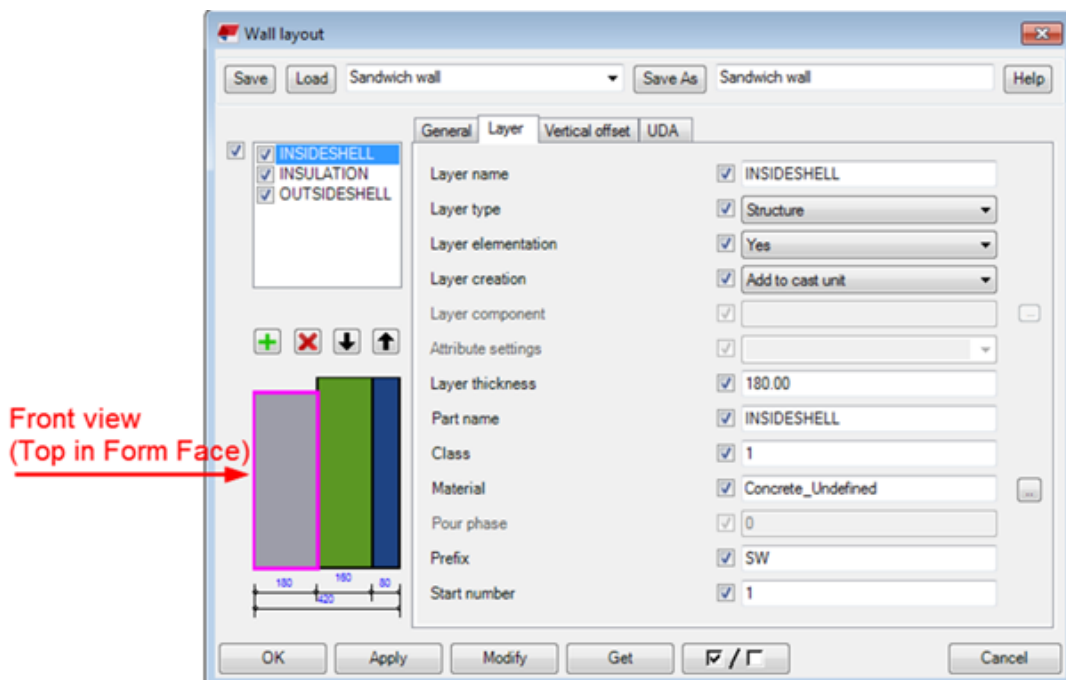 Wall layout
Save Load Sandwich wall Save As Sandwich wall Help
General Layer Vertical offset UDA
INSIDESHELL
INSULATION
OUTSIDESHELL
Layer name INSIDESHELL
Layer type Structure
Layer elementation Yes
Layer creation Add to cast unit
Layer component ...
Attribute settings
Layer thickness 180.00
Part name INSIDESHELL
Class 1
Material Concrete_Undefined ...
Pour phase 0
Prefix SW
Start number 1
Front view
(Top in Form Face)
180 160 80
420
OK Apply Modify Get / Cancel